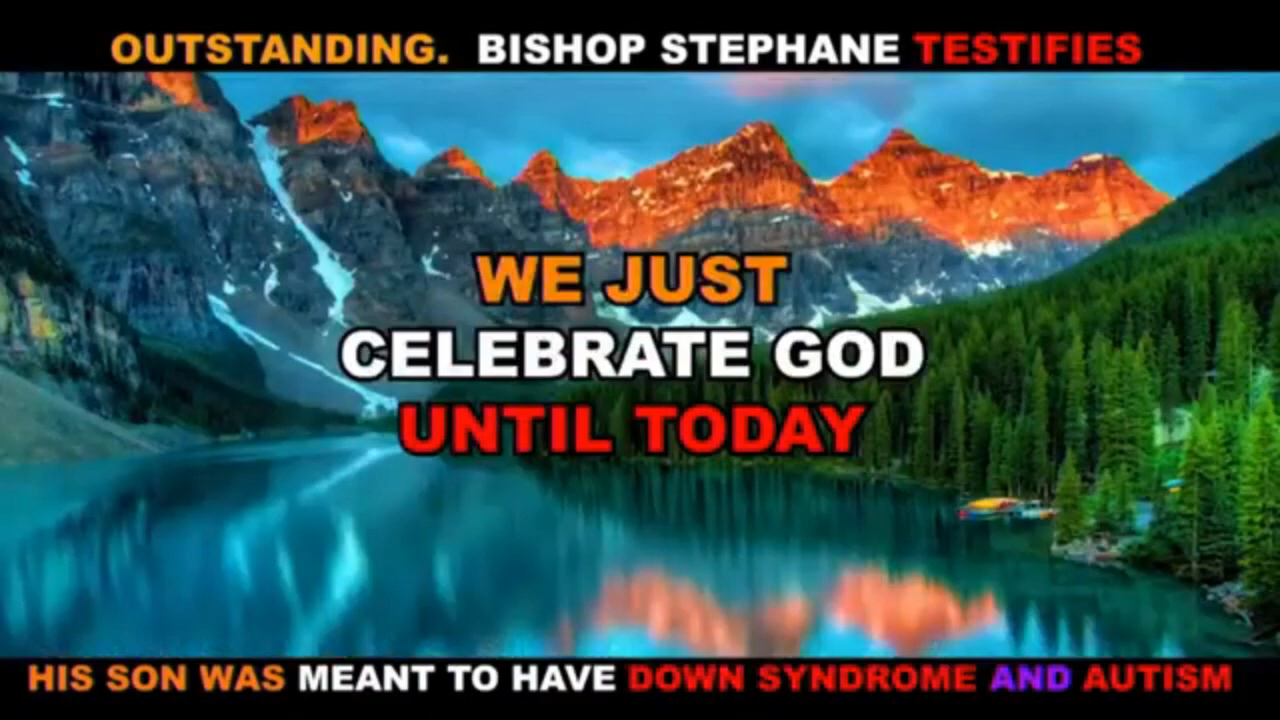 OUTSTANDING. BISHOP STEPHANE TESTIFIES
WE JUST
CELEBRATE GOD
UNTIL TODAY
HIS SON WAS MEANT TO HAVE DOWN SYNDROME AND AUTISM